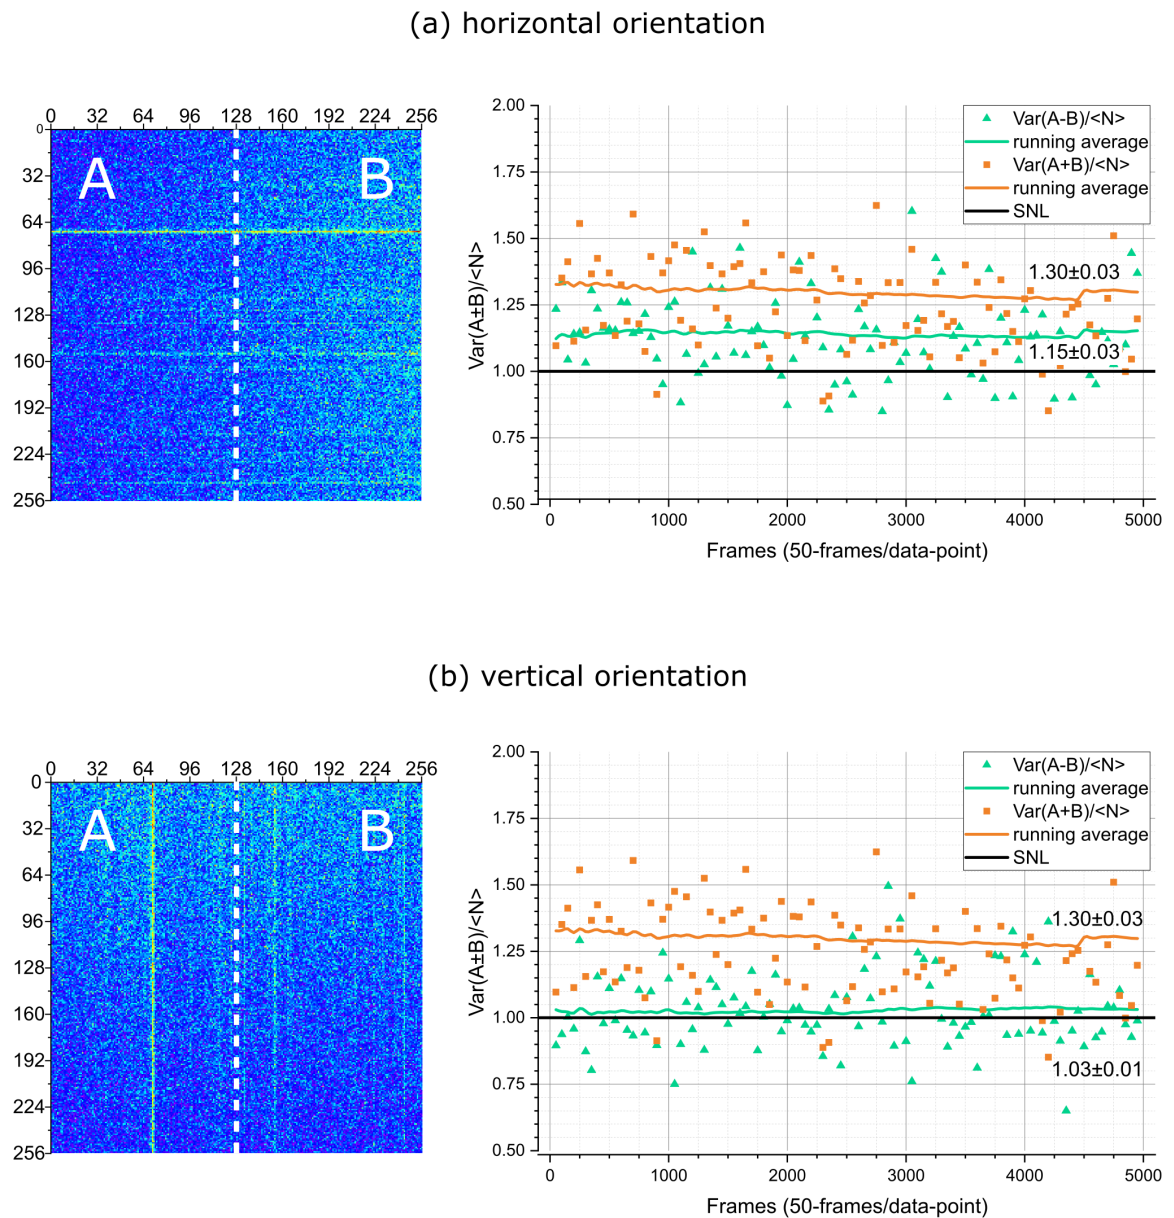 (a) horizontal orientation
0 32 64 96 128 160 192 224 256
0
32
64
96
128
160
192
224
256
A B
2.00
1.75
1.50
1.25
1.00
0.75
0.50
Var(A±B)/<N>
Var(A-B)/<N>
running average
Var(A+B)/<N>
running average
SNL
1.30±0.03
1.15±0.03
0 1000 2000 3000 4000 5000
Frames (50-frames/data-point)
(b) vertical orientation
0 32 64 96 128 160 192 224 256
0
32
64
96
128
160
192
224
256
A B
2.00
1.75
1.50
1.25
1.00
0.75
0.50
Var(A±B)/<N>
Var(A-B)/<N>
running average
Var(A+B)/<N>
running average
SNL
1.30±0.03
1.03±0.01
0 1000 2000 3000 4000 5000
Frames (50-frames/data-point)